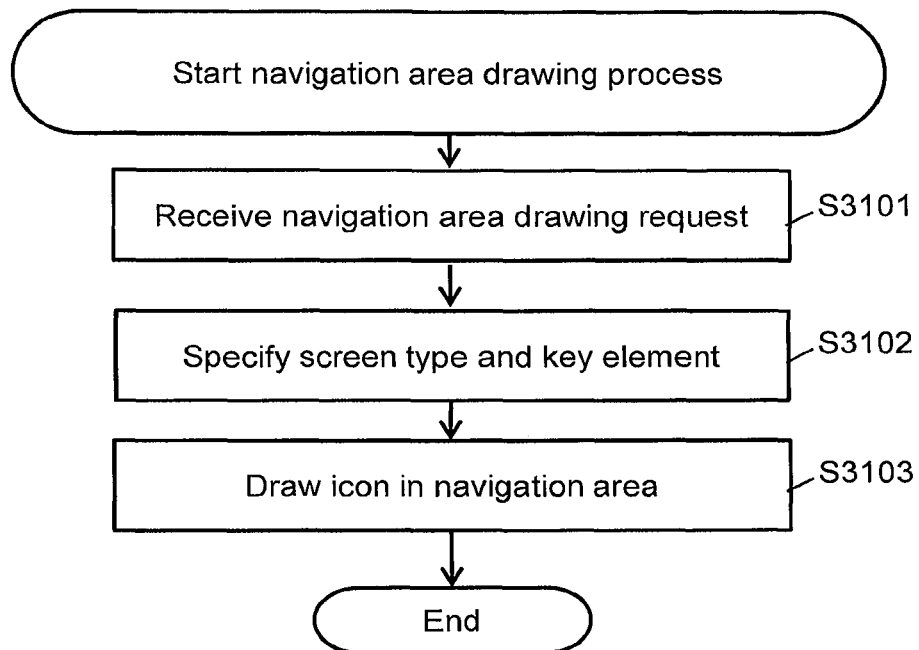 Start navigation area drawing process
Receive navigation area drawing request
S3101
Specify screen type and key element
S3102
Draw icon in navigation area
S3103
End